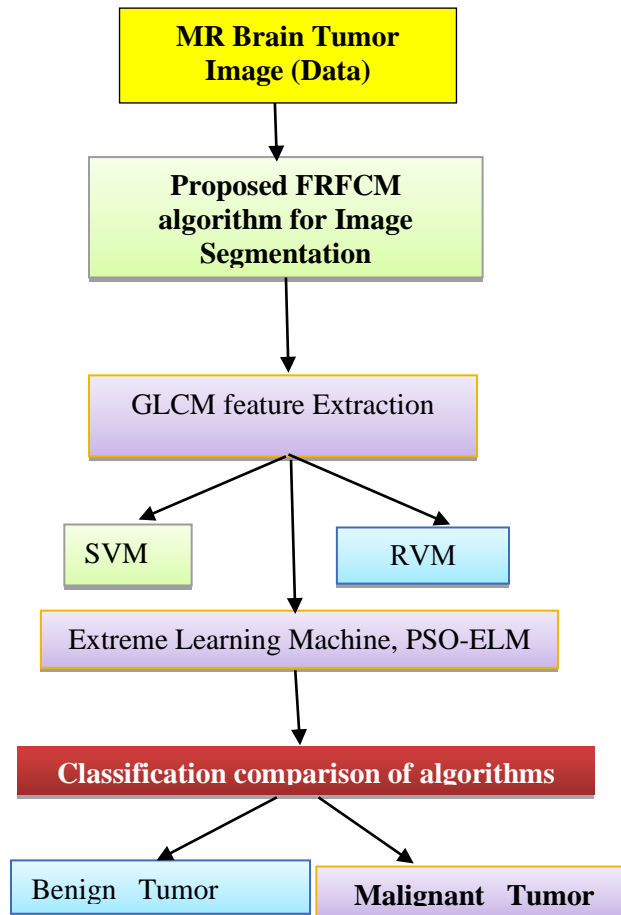 MR Brain Tumor
Image (Data)
Proposed FRFCM
algorithm for Image
Segmentation
GLCM feature Extraction
SVM
RVM
Extreme Learning Machine, PSO-ELM
Classification comparison of algorithms
Benign Tumor
Malignant Tumor